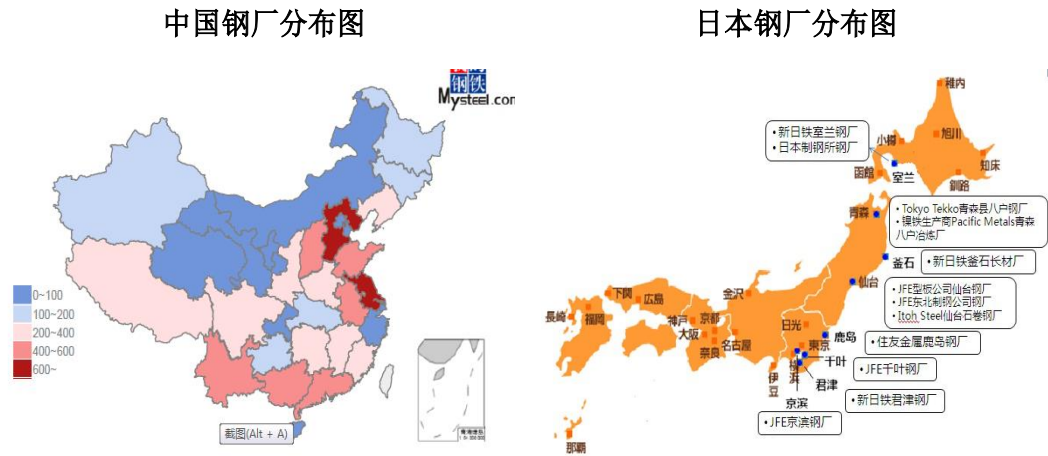 中国钢厂分布图
日本钢厂分布图
钢铁
Mysteel.com
0~100
100~200
200~400
400~600
600~
截图(Alt + A)
稚内
• 新日铁室兰钢厂
• 日本制钢所钢厂
小樽
旭川
知床
函館
室兰
釧路
青森
• Tokyo Tekko青森县八户钢厂
• 镍铁生产商Pacific Metals青森
八户冶炼厂
釜石
• 新日铁釜石长材厂
仙台
• JFE型板公司仙台钢厂
• JFE东北制钢公司钢厂
• Itoh Steel仙台石卷钢厂
下関
広島
金沢
長崎
福岡
神戸
京都
日光
鹿岛
• 住友金属鹿岛钢厂
大阪
奈良
名古屋
東京
千叶
• JFE千叶钢厂
伊豆
横浜
君津
• 新日铁君津钢厂
京滨
• JFE京滨钢厂
那覇